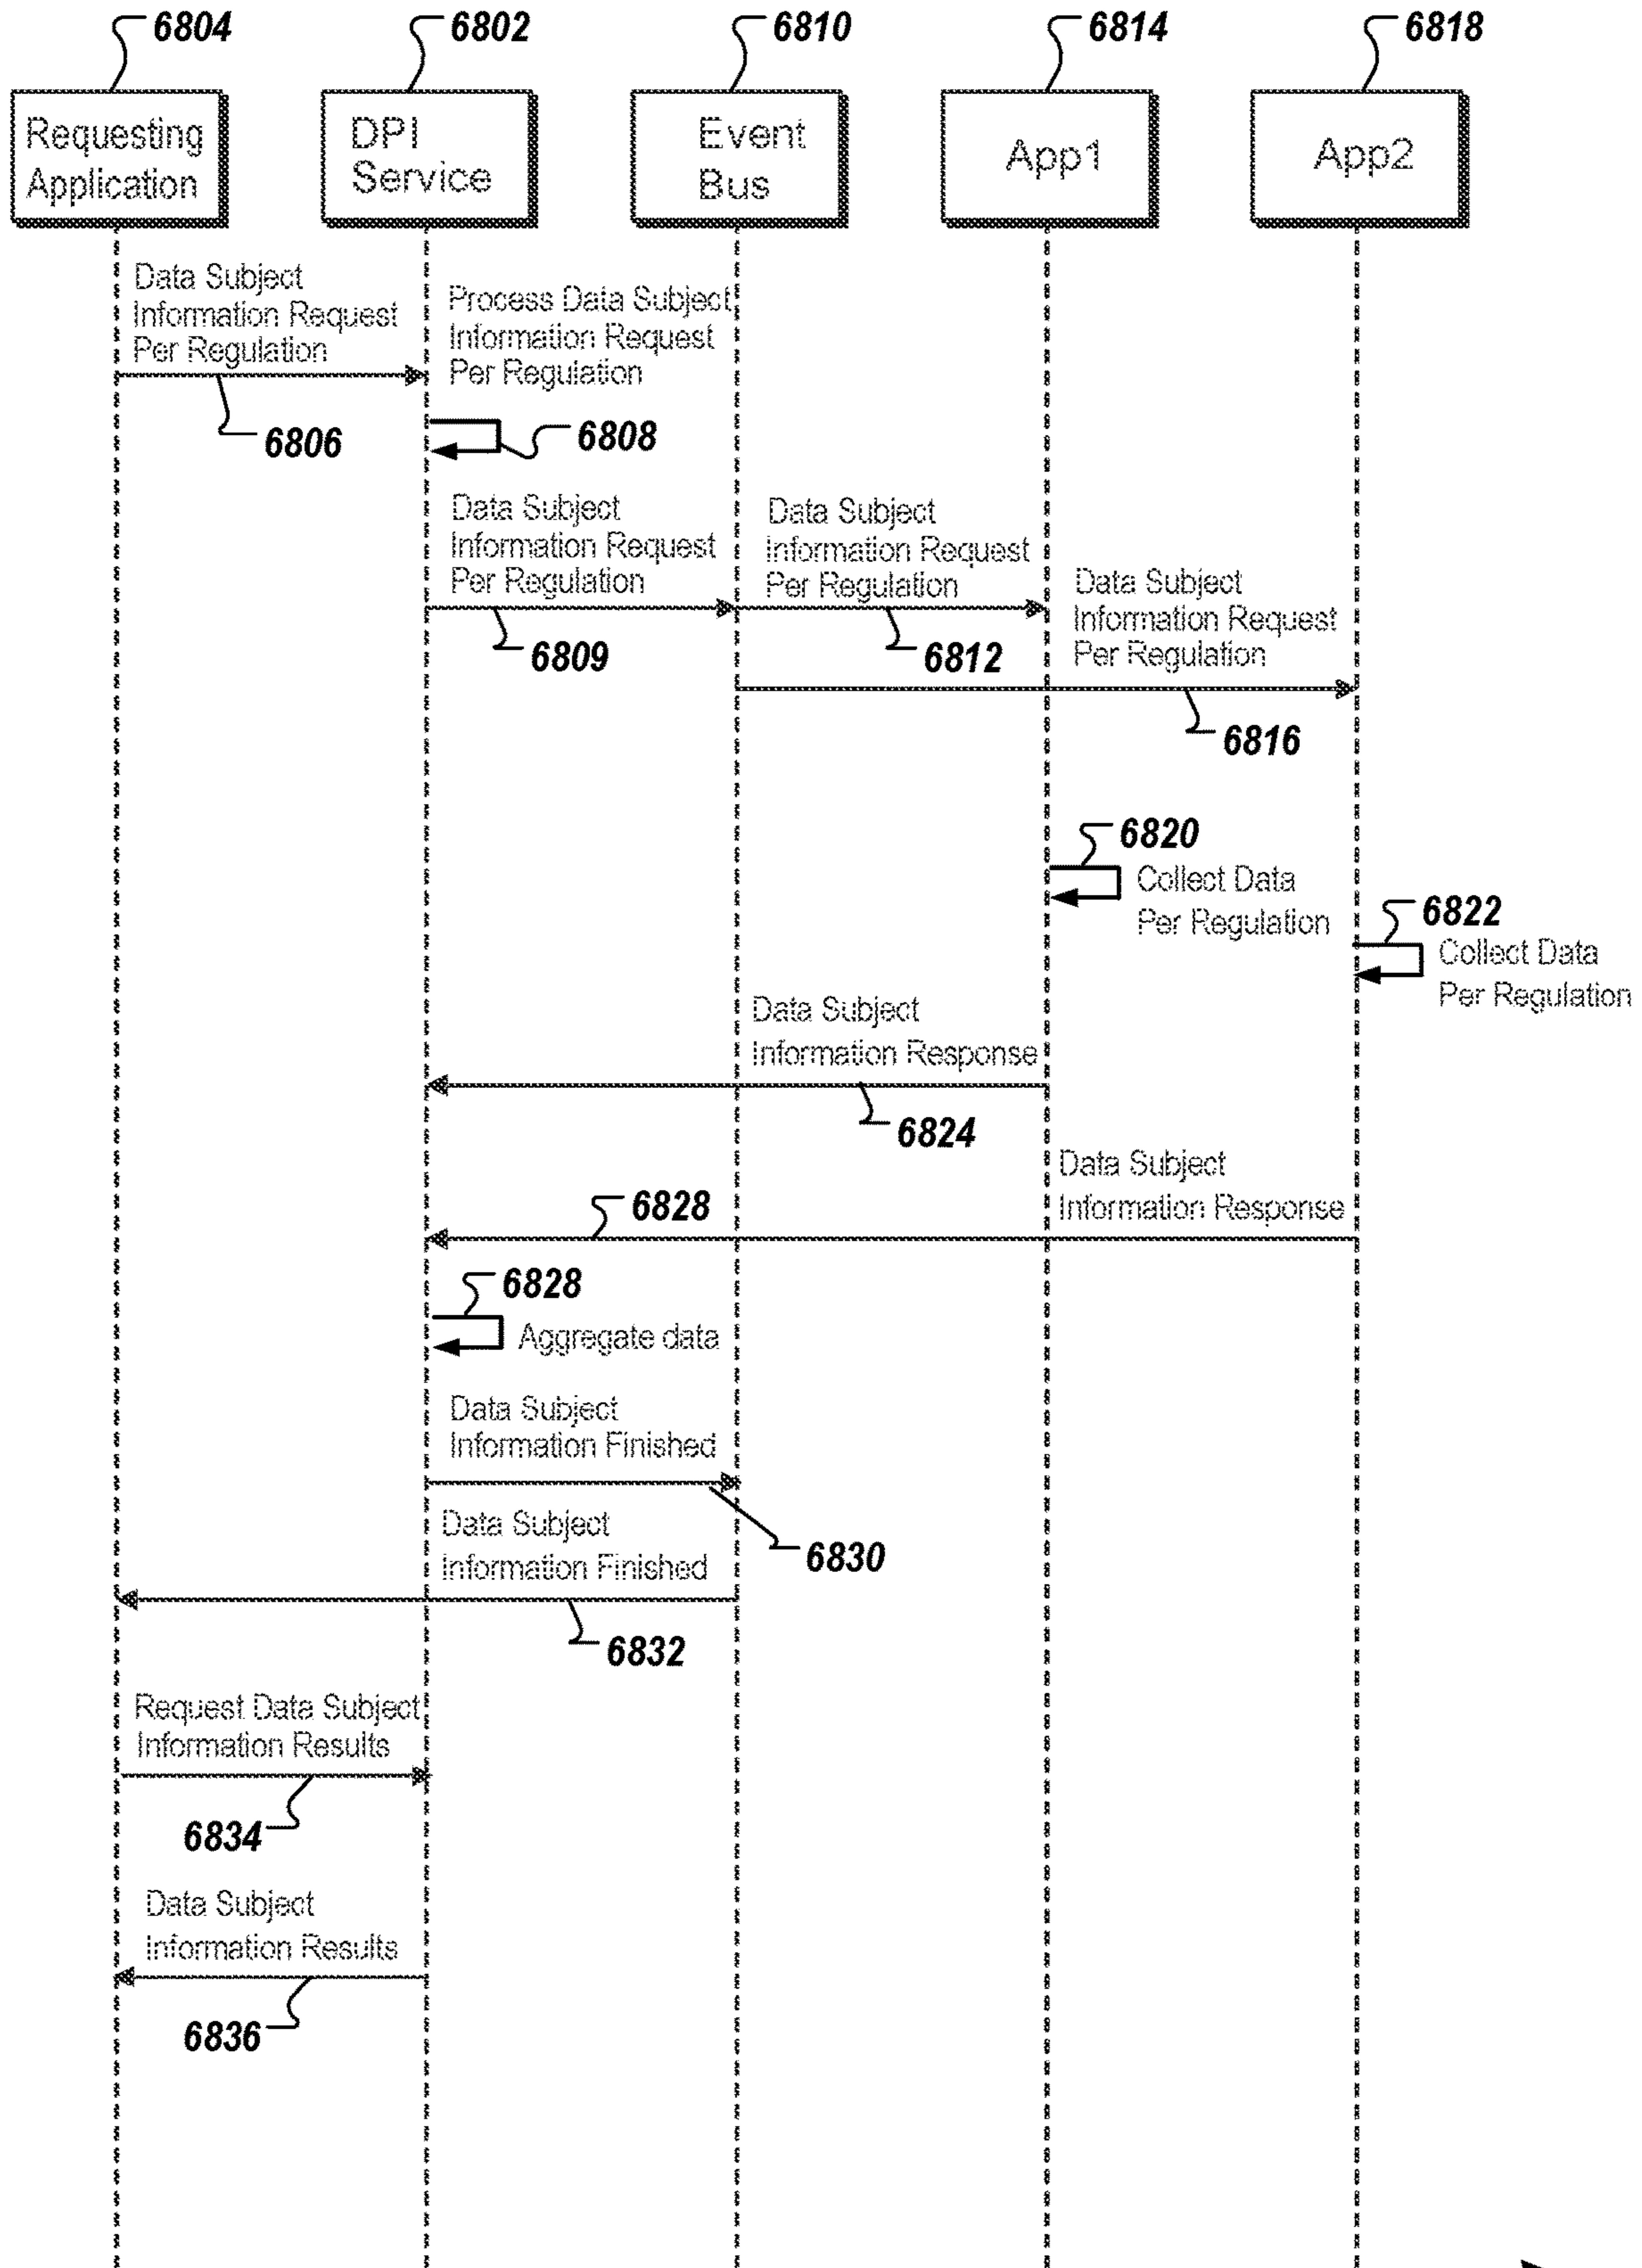 6804
6802
6810
6814
6818
Requesting
Application
DPI
Service
Event
Bus
App1
App2
Data Subject
Information Request
Per Regulation
6806
Process Data Subject
Information Request
Per Regulation
6808
Data Subject
Information Request
Per Regulation
6809
Data Subject
Information Request
Per Regulation
6812
Data Subject
Information Request
Per Regulation
6816
6820
Collect Data
Per Regulation
6822
Collect Data
Per Regulation
Data Subject
Information Response
6824
Data Subject
Information Response
6828
6828
Aggregate data
Data Subject
Information Finished
6830
Data Subject
Information Finished
6832
Request Data Subject
Information Results
6834
Data Subject
Information Results
6836